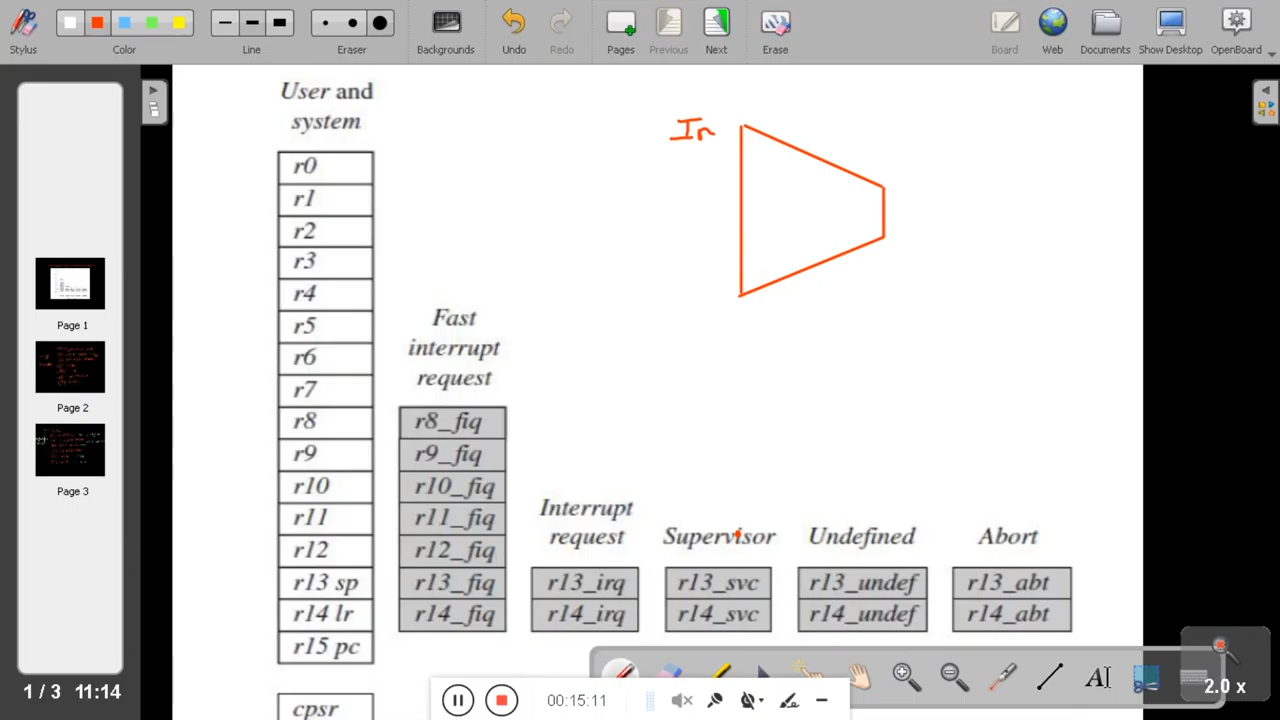 Stylus
Color
Line
Eraser
Backgrounds
Undo
Redo
Pages
Previous
Next
Erase
Board
Web
Documents
Show Desktop
OpenBoard
User and
system
r0
r1
r2
r3
r4
r5
r6
r7
r8
r9
r10
r11
r12
r13 sp
r14 lr
r15 pc
cpsr
Fast
interrupt
request
r8_fiq
r9_fiq
r10_fiq
r11_fiq
r12_fiq
r13_fiq
r14_fiq
Interrupt
request
r13_irq
r14_irq
Supervisor
r13_svc
r14_svc
Undefined
r13_undef
r14_undef
Abort
r13_abt
r14_abt
In
Page 1
Page 2
Page 3
1 / 3 11:14
00:15:11
2.0 x
AI